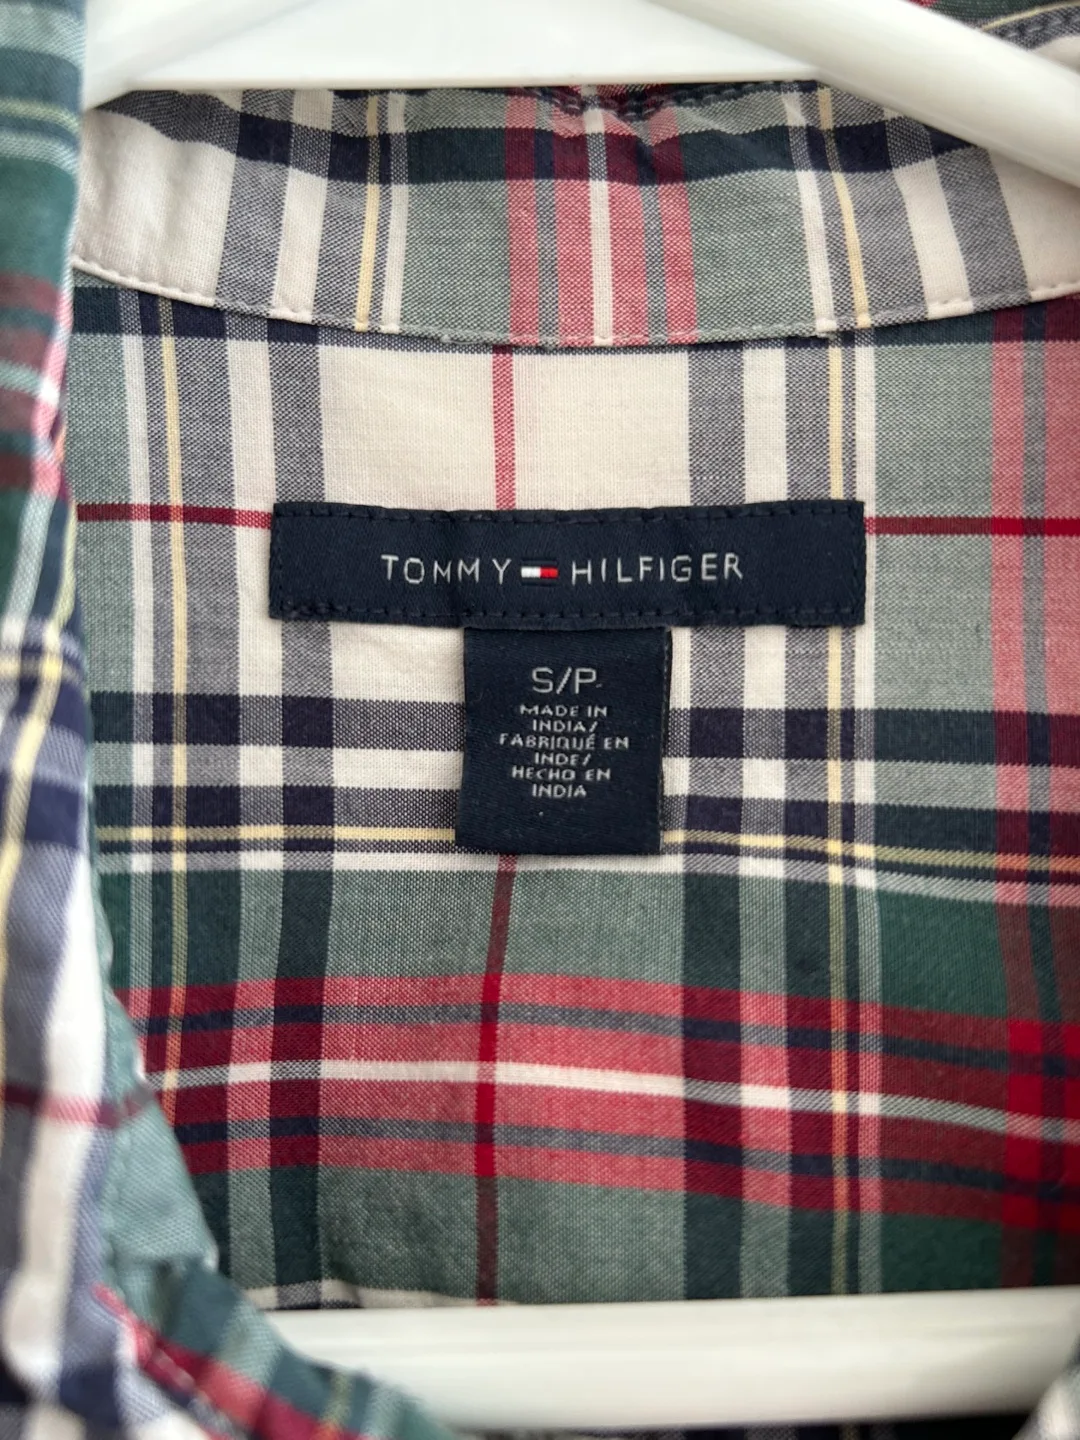 TOMMY HILFIGER
S/P
MADE IN
INDIA/
FABRIQUÉ EN
INDE/
HECHO EN
INDIA